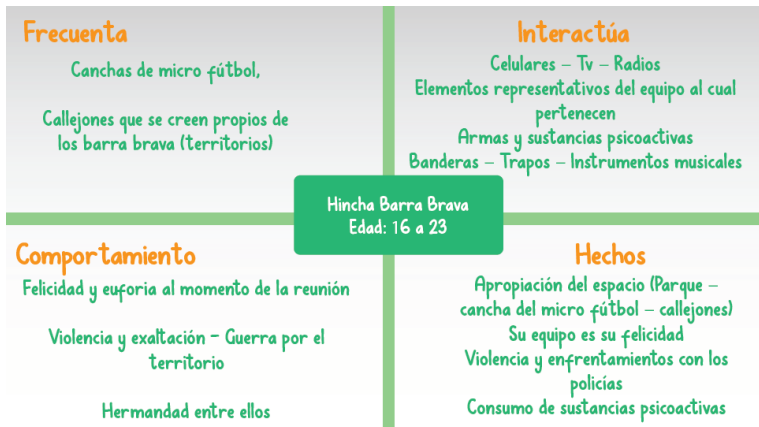 Frecuenta
Canchas de micro fútbol,
Callejones que se creen propios de
los barra brava (territorios)
Interactúa
Celulares – Tv – Radios
Elementos representativos del equipo al cual
pertenecen
Armas y sustancias psicoactivas
Banderas – Trapos – Instrumentos musicales
Hincha Barra Brava
Edad: 16 a 23
Comportamiento
Felicidad y euforia al momento de la reunión
Violencia y exaltación - Guerra por el
territorio
Hermandad entre ellos
Hechos
Apropiación del espacio (Parque –
cancha del micro fútbol – callejones)
Su equipo es su felicidad
Violencia y enfrentamientos con los
policías
Consumo de sustancias psicoactivas